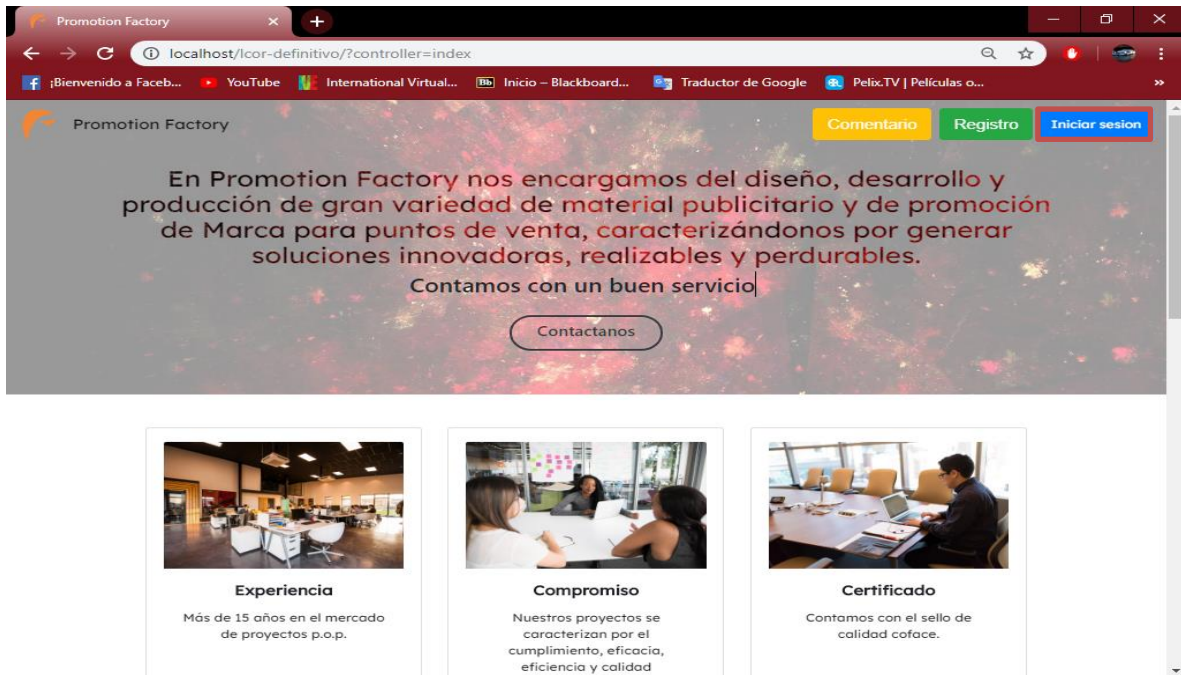 Promotion Factory
localhost/lcor-definitivo/?controller=index
¡Bienvenido a Faceb...
YouTube
International Virtual...
Bb
Inicio – Blackboard...
Traductor de Google
Pelix.TV | Películas o...
»
Promotion Factory
Comentario
Registro
Iniciar sesion
En Promotion Factory nos encargamos del diseño, desarrollo y
producción de gran variedad de material publicitario y de promoción
de Marca para puntos de venta, caracterizándonos por generar
soluciones innovadoras, realizables y perdurables.
Contamos con un buen servicio
Contactanos
Experiencia
Más de 15 años en el mercado
de proyectos p.o.p.
Compromiso
Nuestros proyectos se
caracterizan por el
cumplimiento, eficacia,
eficiencia y calidad
Certificado
Contamos con el sello de
calidad coface.